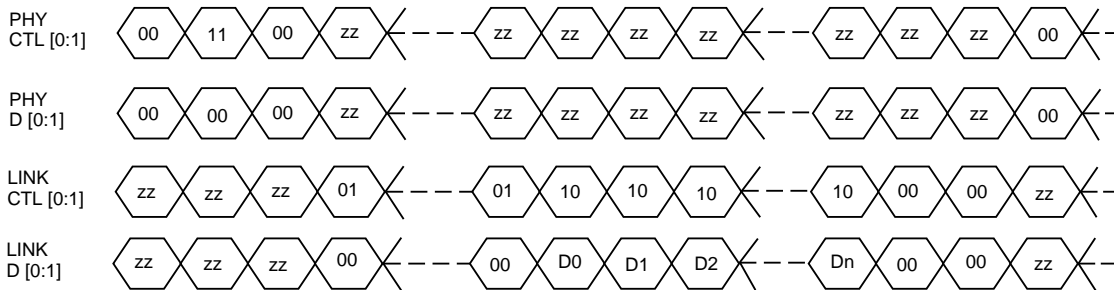 PHY
CTL [0:1]
00 11 00 zz zz zz zz zz zz zz zz 00
PHY
D [0:1]
00 00 00 zz zz zz zz zz zz zz zz 00
LINK
CTL [0:1]
zz zz zz 01 01 10 10 10 10 00 00 zz
LINK
D [0:1]
zz zz zz 00 00 D0 D1 D2 Dn 00 00 zz